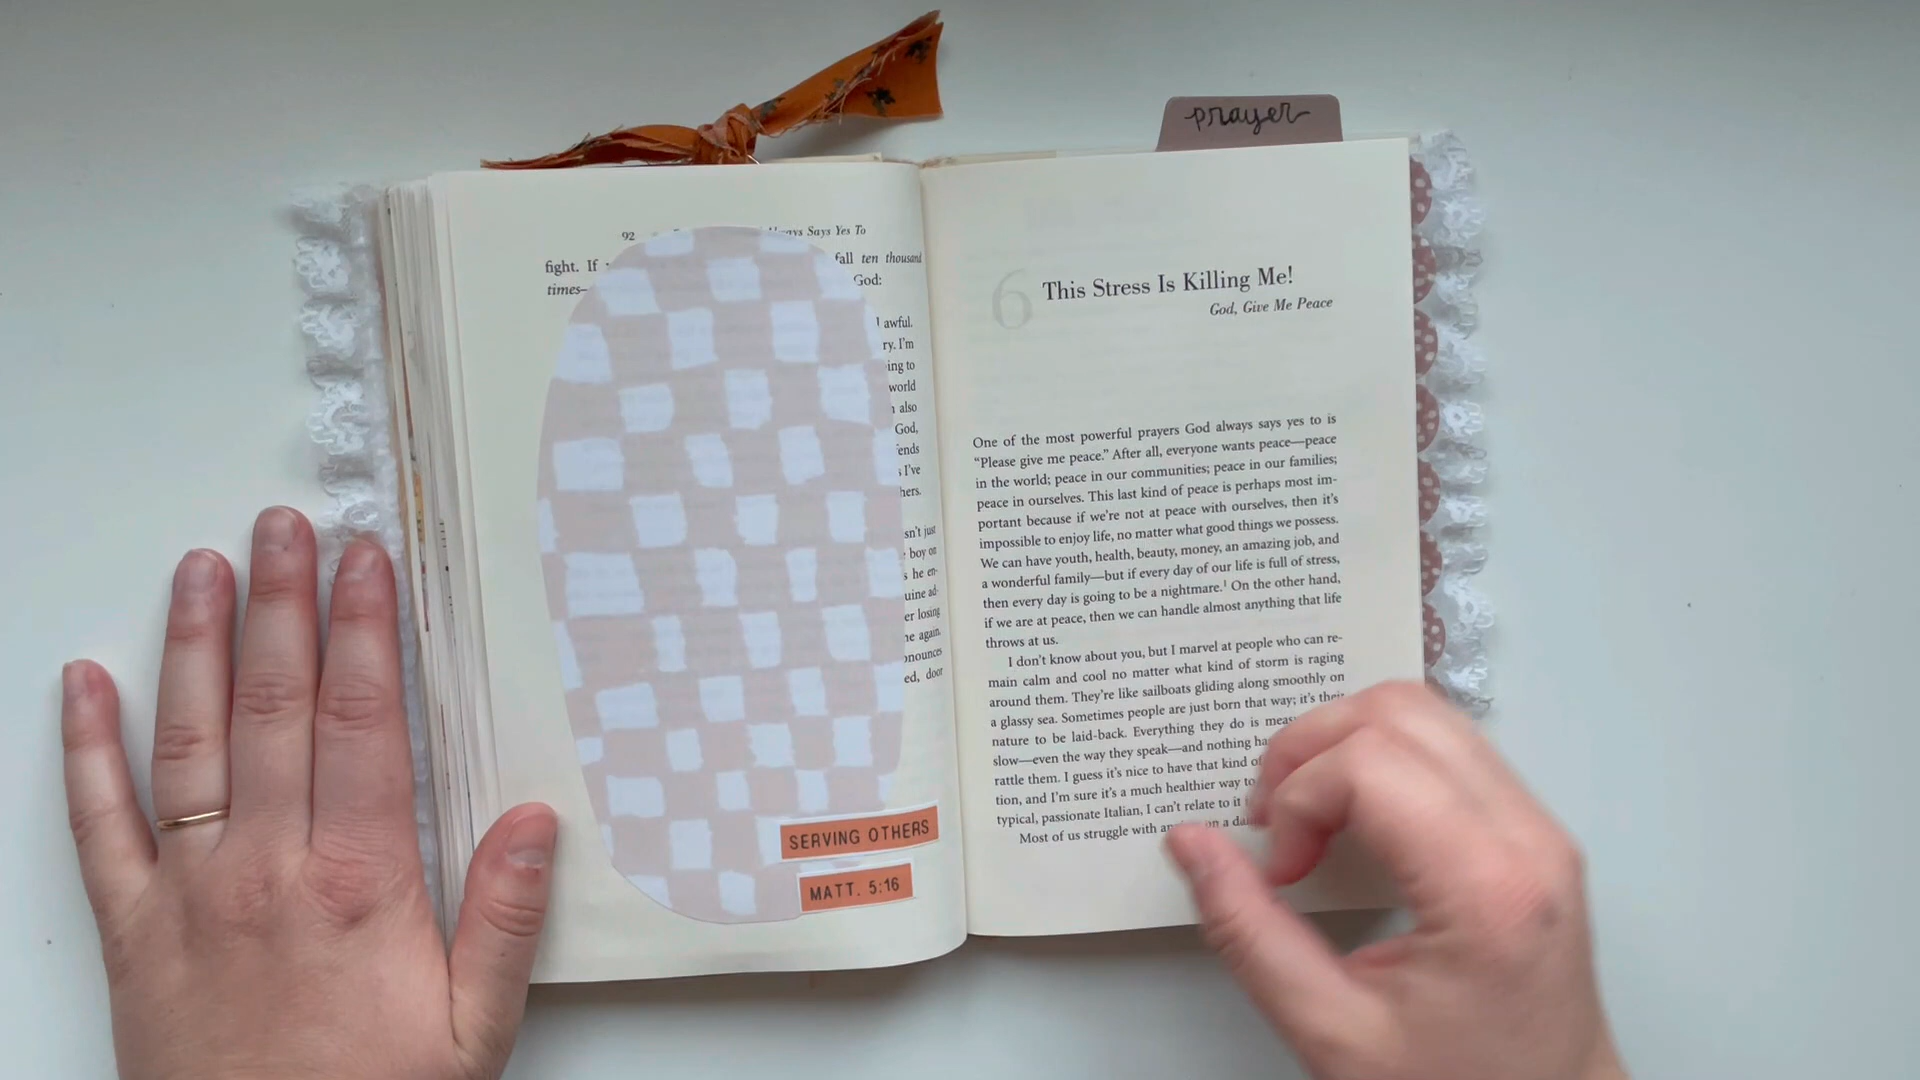 prayer
92
Always Says Yes To
fight. If
fall ten thousand
times—
God:
awful.
I'm
ing to
world
also
God,
I've
hers.
sn't just
boy on
he en-
uine ad-
er losing
again.
onounces
ed, door
SERVING OTHERS
MATT. 5:16
6 This Stress Is Killing Me!
God, Give Me Peace
One of the most powerful prayers God always says yes to is
“Please give me peace.” After all, everyone wants peace—peace
in the world; peace in our communities; peace in our families;
peace in ourselves. This last kind of peace is perhaps most im-
portant because if we're not at peace with ourselves, then it's
impossible to enjoy life, no matter what good things we possess.
We can have youth, health, beauty, money, an amazing job, and
a wonderful family—but if every day of our life is full of stress,
then every day is going to be a nightmare.¹ On the other hand,
if we are at peace, then we can handle almost anything that life
throws at us.
I don't know about you, but I marvel at people who can re-
main calm and cool no matter what kind of storm is raging
around them. They're like sailboats gliding along smoothly on
a glassy sea. Sometimes people are just born that way; it's their
nature to be laid-back. Everything they do is
slow—even the way they speak—and nothing
rattle them. I guess it's nice to have that kind of
tion, and I'm sure it's a much healthier way to
typical, passionate Italian, I can't relate to it
Most of us struggle with on a